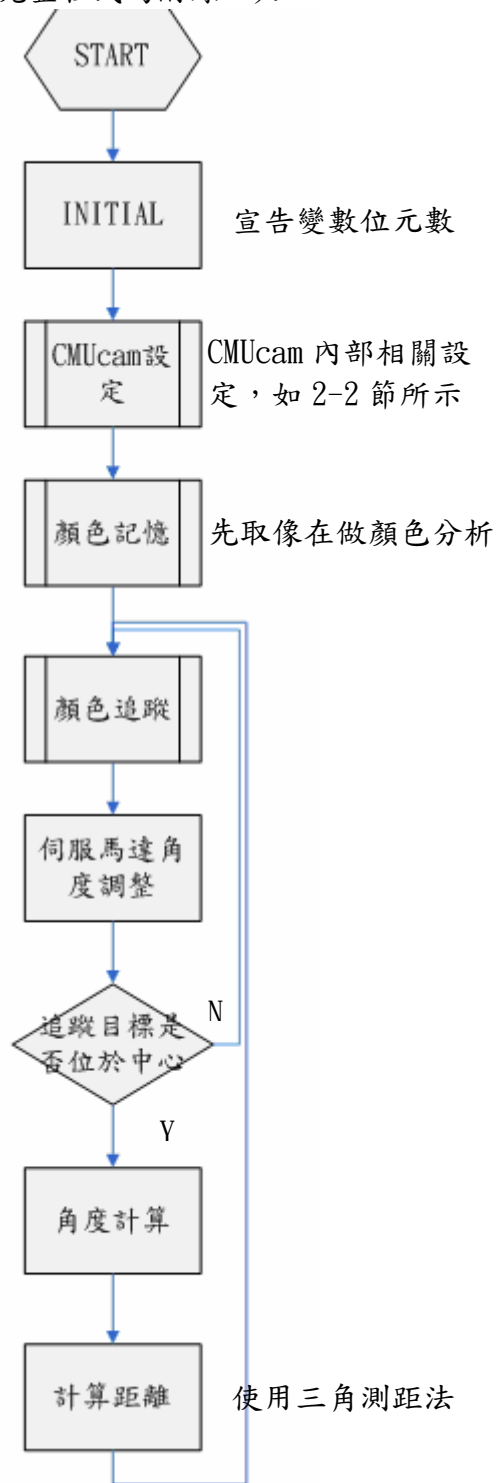 START
INITIAL
宣告變數位元數
CMUcam設
定
CMUcam 內部相關設
定，如 2-2 節所示
顏色記憶
先取像在做顏色分析
顏色追蹤
伺服馬達角
度調整
追蹤目標是
否位於中心
N
Y
角度計算
計算距離
使用三角測距法